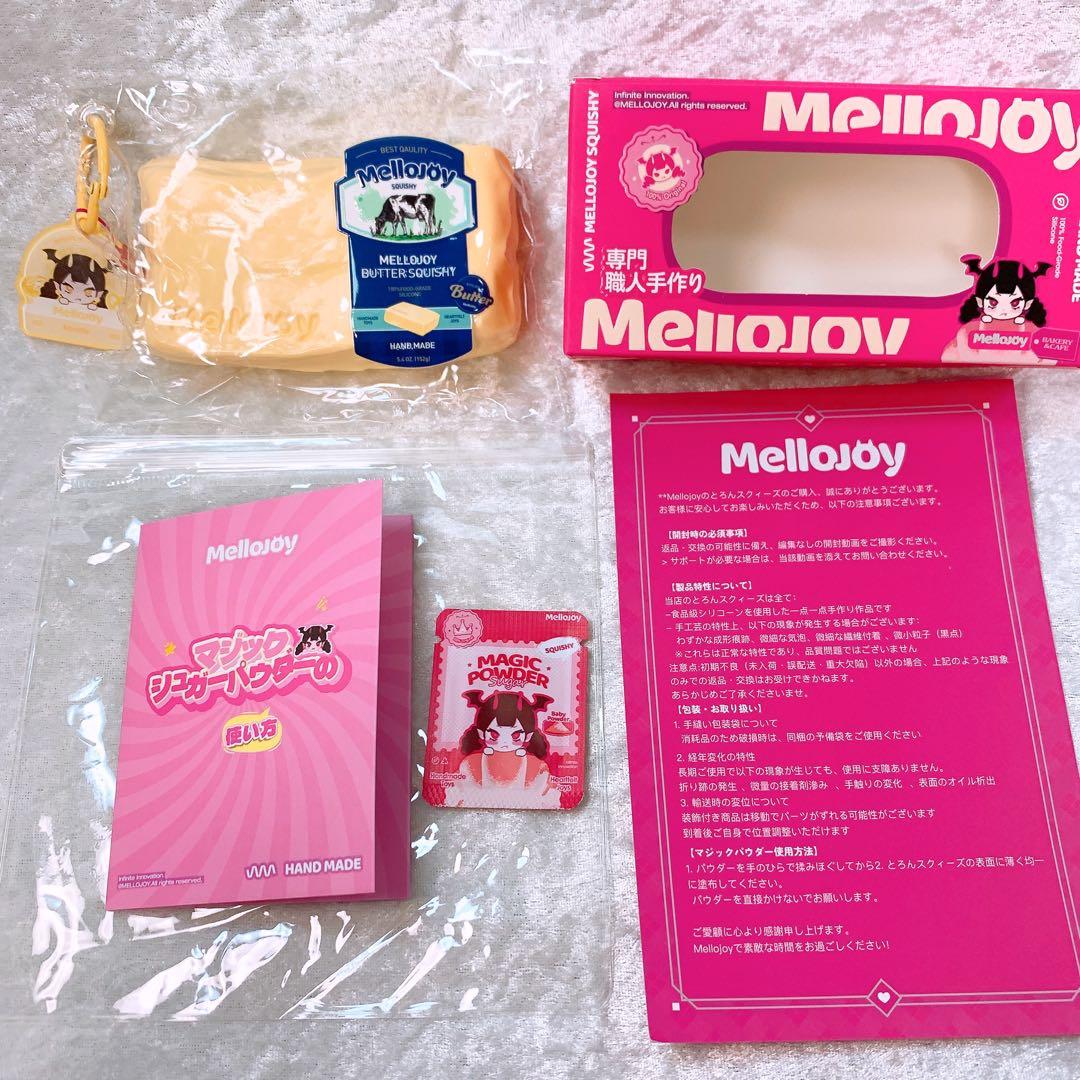 BEST QAULITY
Mellojoy
SQUISHY
MELLOJOY
BUTTER:SQUISHY
100%FOOD-GRADE
SILICONE
Butter
HANDMADE
TOYS
HEARTFELT
JOYS
HAND,MADE
5.4 OZ. (152g)
Mellojoy
Infinite Innovation.
@MELLOJOY.All rights reserved.
MELLOJOY SQUISHY
Mellojoy
100% Original
100% Food-Grade
Silicone
専門
職人手作り
Mellojoy
Mellojoy
BAKERY
&CAFE
Mellojoy
マジック
シュガーパウダーの
使い方
Infinite Innovation.
@MELLOJOY.All rights reserved.
HAND MADE
Mellojoy
SQUISHY
MAGIC
POWDER
Sugar
Baby
Powder
Handmade
Toys
Heartfelt
Joys
Mellojoy
**Mellojoyのとろんスクィーズのご購入、誠にありがとうございます。
お客様に安心してお楽しみいただくため、以下の注意事項ございます。
【開封時の必須事項】
返品・交換の可能性に備え、編集なしの開封動画をご撮影ください。
> サポートが必要な場合は、当該動画を添えてお問い合わせください。
【製品特性について】
当店のとろんスクィーズは全て:
–食品級シリコーンを使用した一点一点手作り作品です
– 手工芸の特性上、以下の現象が発生する場合がございます:
わずかな成形痕跡、微細な気泡、微細な繊維付着 、微小粒子（黒点）
※これらは正常な特性であり、品質問題ではございません
注意点:初期不良（未入荷・誤配送・重大欠陥）以外の場合、上記のような現象
のみでの返品・交換はお受けできかねます。
あらかじめご了承くださいませ。
【包装・お取り扱い】
1. 手縫い包装袋について
消耗品のため破損時は、同梱の予備袋をご使用ください
2. 経年変化の特性
長期ご使用で以下の現象が生じても、使用に支障ありません。
折り跡の発生 、微量の接着剤滲み 、手触りの変化 、表面のオイル析出
3. 輸送時の変位について
装飾付き商品は移動でパーツがずれる可能性がございます
到着後ご自身で位置調整いただけます
【マジックパウダー使用方法】
1. パウダーを手のひらで揉みほぐしてから2. とろんスクィーズの表面に薄く均一
に塗布してください。
パウダーを直接かけないでお願いします。
ご愛顧に心より感謝申し上げます。
Mellojoyで素敵な時間をお過ごしください!